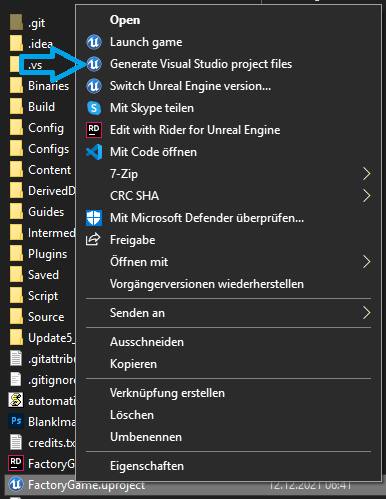 .git
.idea
.vs
Binaries
Build
Config
Configs
Content
DerivedD
Guides
Intermed
Plugins
Saved
Script
Source
Update5_
.gitattribu
.gitignore
automati
BlankIma
credits.tx
FactoryG
FactoryGame.uproject 12.12.2021 06:41
Open
Launch game
Generate Visual Studio project files
Switch Unreal Engine version...
Mit Skype teilen
Edit with Rider for Unreal Engine
Mit Code öffnen
7-Zip
CRC SHA
Mit Microsoft Defender überprüfen...
Freigabe
Öffnen mit
Vorgängerversionen wiederherstellen
Senden an
Ausschneiden
Kopieren
Verknüpfung erstellen
Löschen
Umbenennen
Eigenschaften